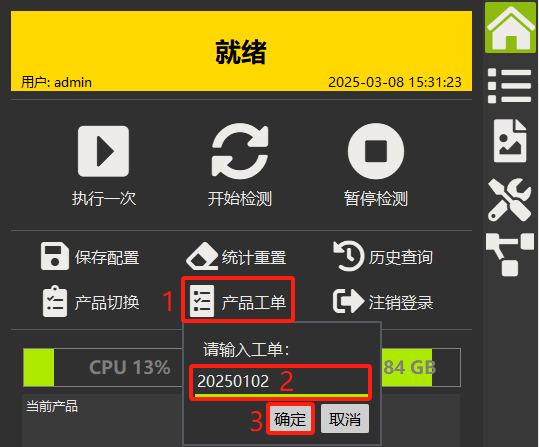 就绪
用户: admin
2025-03-08 15:31:23
执行一次
开始检测
暂停检测
保存配置
统计重置
历史查询
产品切换
1
产品工单
注销登录
请输入工单:
CPU 13%
84 GB
20250102
2
当前产品
3
确定
取消